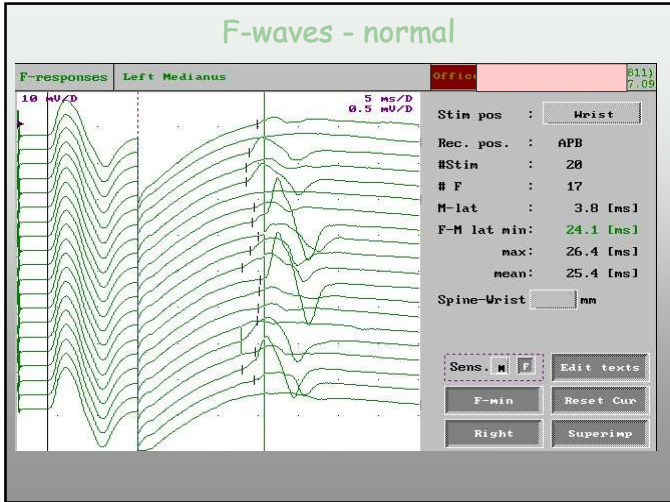 F-waves - normal
F-responses Left Medianus Office 811)
7.09
10 mV/D 5 ms/D
0.5 mV/D
Stim pos : Wrist
Rec. pos. : APB
#Stim : 20
# F : 17
M-lat : 3.8 [ms]
F-M lat min: 24.1 [ms]
max: 26.4 [ms]
mean: 25.4 [ms]
Spine-Wrist mm
Sens. M F Edit texts
F-min Reset Cur
Right Superimp